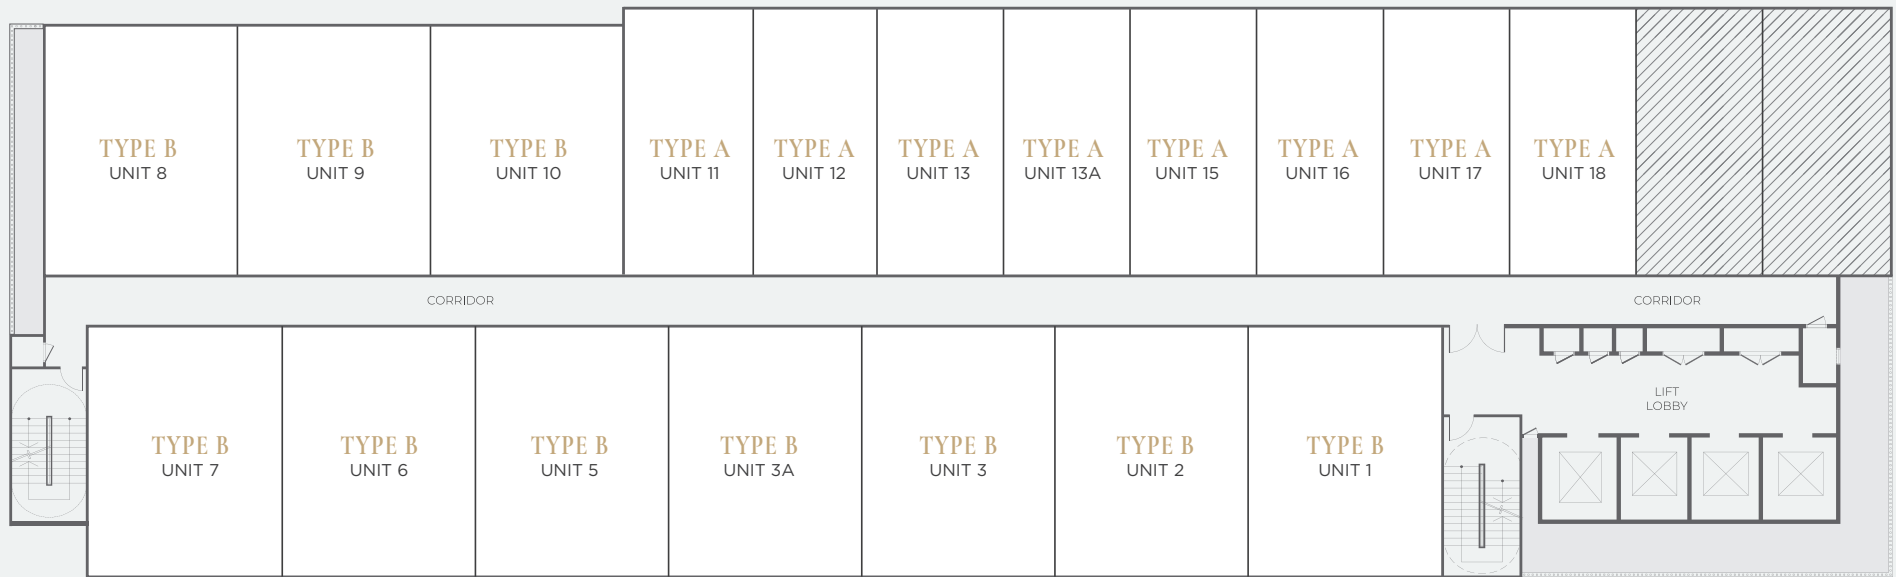 TYPE B
UNIT 8
TYPE B
UNIT 9
TYPE B
UNIT 10
TYPE A
UNIT 11
TYPE A
UNIT 12
TYPE A
UNIT 13
TYPE A
UNIT 13A
TYPE A
UNIT 15
TYPE A
UNIT 16
TYPE A
UNIT 17
TYPE A
UNIT 18
CORRIDOR
CORRIDOR
LIFT
LOBBY
TYPE B
UNIT 7
TYPE B
UNIT 6
TYPE B
UNIT 5
TYPE B
UNIT 3A
TYPE B
UNIT 3
TYPE B
UNIT 2
TYPE B
UNIT 1